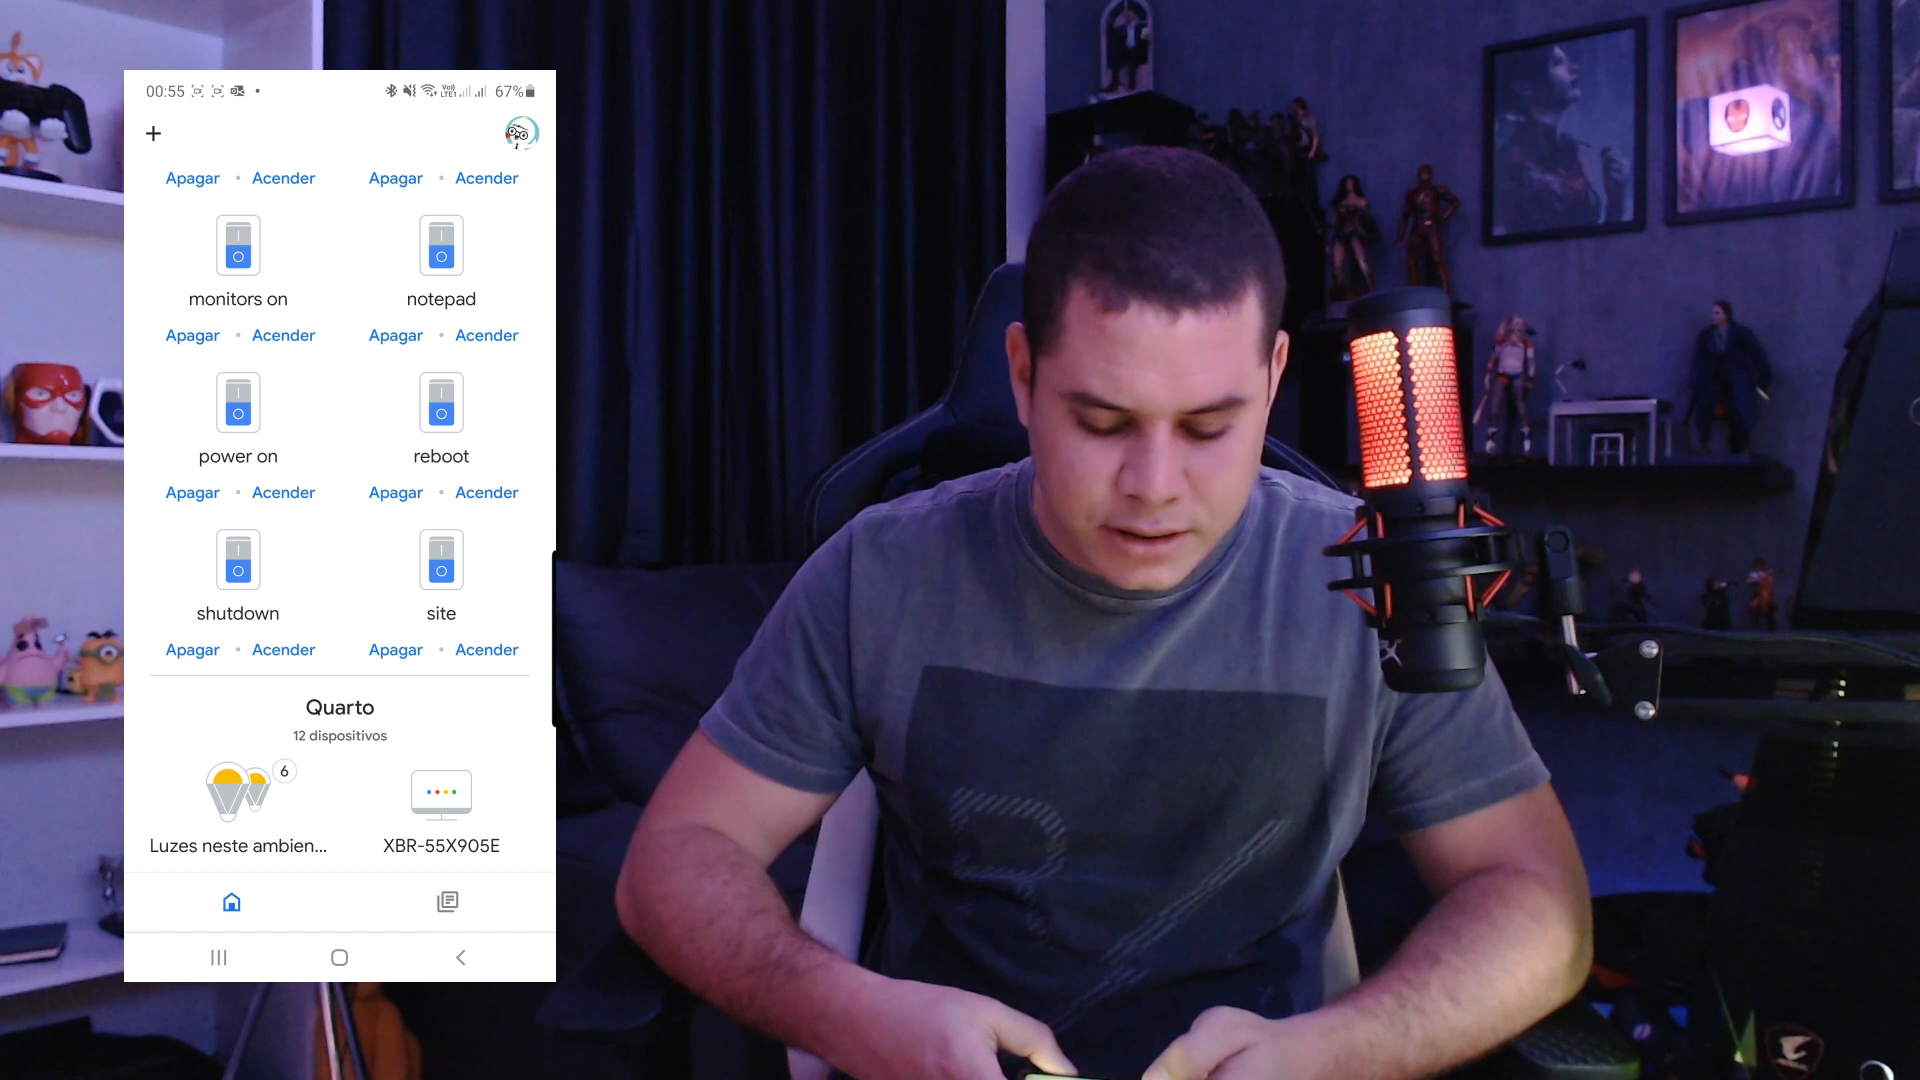 00:55
67%
Apagar • Acender Apagar • Acender
monitors on notepad
Apagar • Acender Apagar • Acender
power on reboot
Apagar • Acender Apagar • Acender
shutdown site
Apagar • Acender Apagar • Acender
Quarto
12 dispositivos
6
Luzes neste ambien... XBR-55X905E